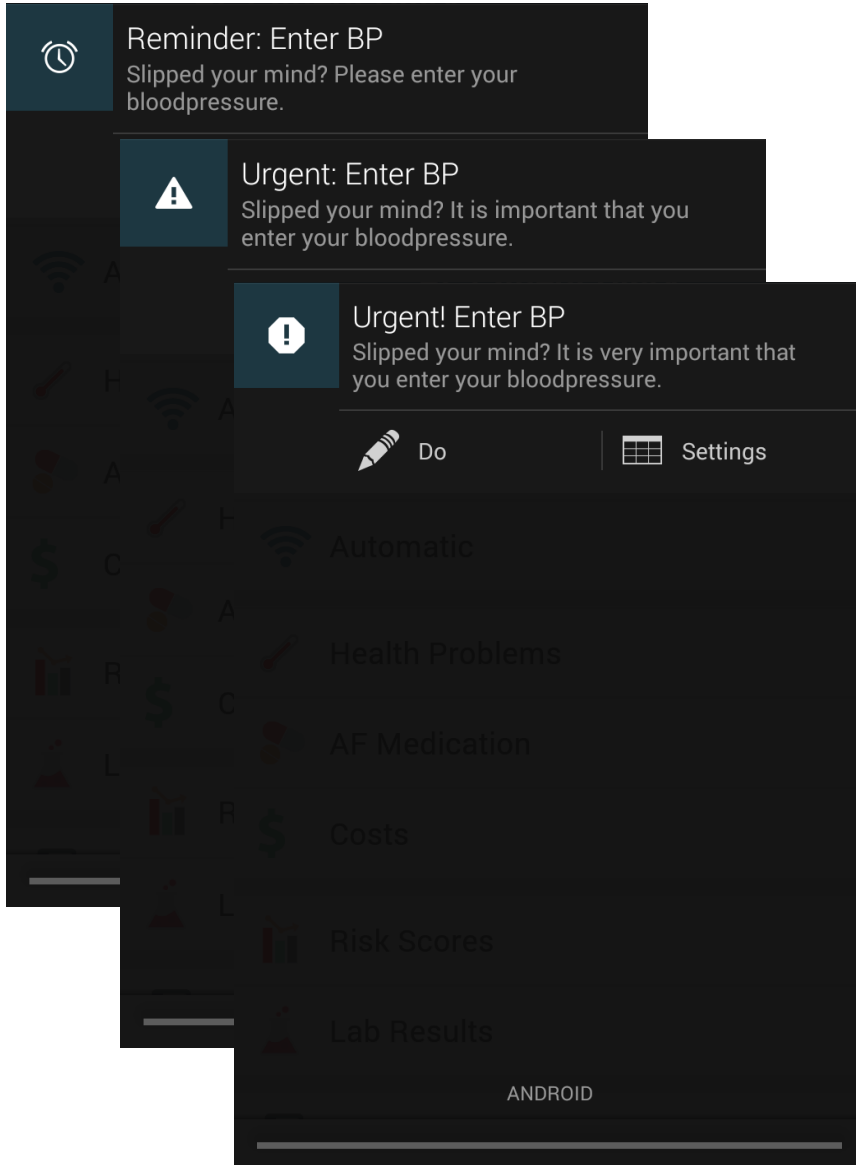 Reminder: Enter BP
Slipped your mind? Please enter your
bloodpressure.
A
H
A
C
R
L
Urgent: Enter BP
Slipped your mind? It is important that you
enter your bloodpressure.
A
H
A
C
R
L
Urgent! Enter BP
Slipped your mind? It is very important that
you enter your bloodpressure.
Do Settings
Automatic
Health Problems
AF Medication
Costs
Risk Scores
Lab Results
ANDROID